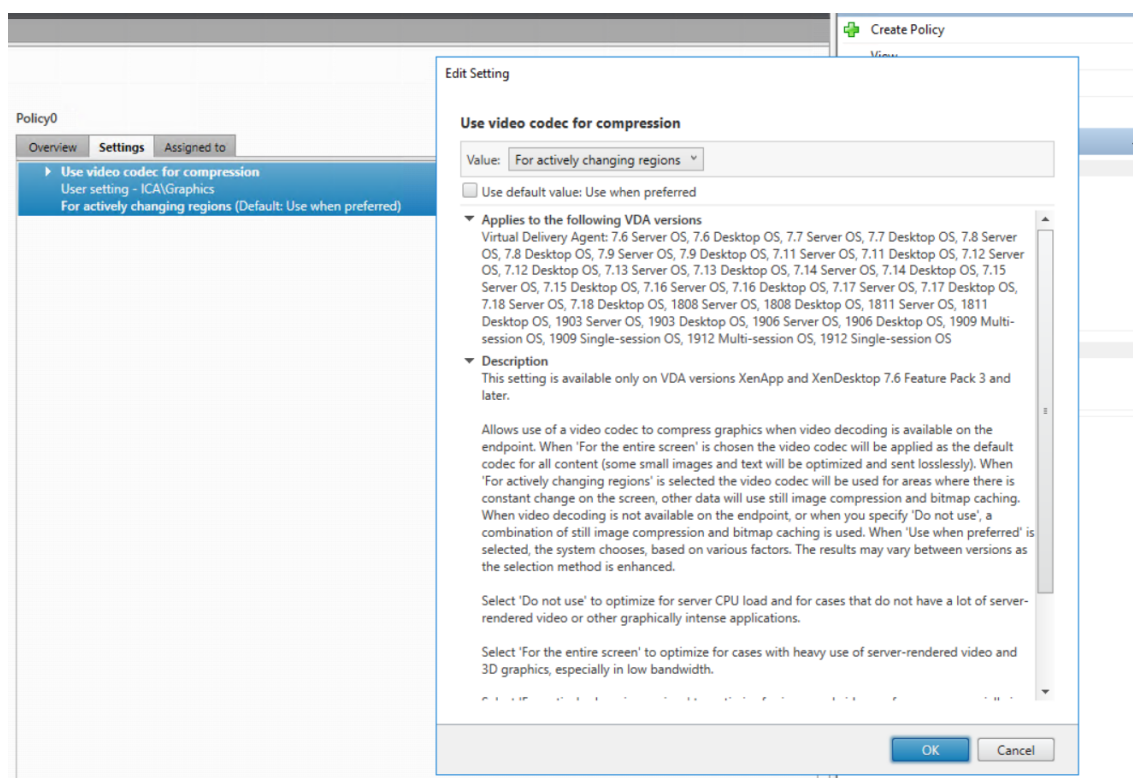 Create Policy
View
Policy0
Overview Settings Assigned to
Use video codec for compression
User setting - ICA\Graphics
For actively changing regions (Default: Use when preferred)
Edit Setting
Use video codec for compression
Value: For actively changing regions
Use default value: Use when preferred
Applies to the following VDA versions
Virtual Delivery Agent: 7.6 Server OS, 7.6 Desktop OS, 7.7 Server OS, 7.7 Desktop OS, 7.8 Server
OS, 7.8 Desktop OS, 7.9 Server OS, 7.9 Desktop OS, 7.11 Server OS, 7.11 Desktop OS, 7.12 Server
OS, 7.12 Desktop OS, 7.13 Server OS, 7.13 Desktop OS, 7.14 Server OS, 7.14 Desktop OS, 7.15
Server OS, 7.15 Desktop OS, 7.16 Server OS, 7.16 Desktop OS, 7.17 Server OS, 7.17 Desktop OS,
7.18 Server OS, 7.18 Desktop OS, 1808 Server OS, 1808 Desktop OS, 1811 Server OS, 1811
Desktop OS, 1903 Server OS, 1903 Desktop OS, 1906 Server OS, 1906 Desktop OS, 1909 Multi-
session OS, 1909 Single-session OS, 1912 Multi-session OS, 1912 Single-session OS
Description
This setting is available only on VDA versions XenApp and XenDesktop 7.6 Feature Pack 3 and
later.
Allows use of a video codec to compress graphics when video decoding is available on the
endpoint. When 'For the entire screen' is chosen the video codec will be applied as the default
codec for all content (some small images and text will be optimized and sent losslessly). When
'For actively changing regions' is selected the video codec will be used for areas where there is
constant change on the screen, other data will use still image compression and bitmap caching.
When video decoding is not available on the endpoint, or when you specify 'Do not use', a
combination of still image compression and bitmap caching is used. When 'Use when preferred' is
selected, the system chooses, based on various factors. The results may vary between versions as
the selection method is enhanced.
Select 'Do not use' to optimize for server CPU load and for cases that do not have a lot of server-
rendered video or other graphically intense applications.
Select 'For the entire screen' to optimize for cases with heavy use of server-rendered video and
3D graphics, especially in low bandwidth.
OK Cancel